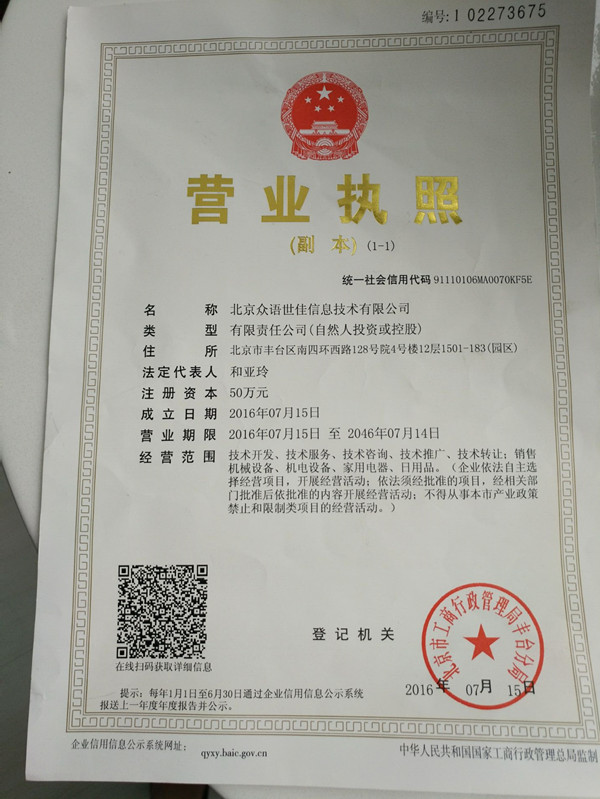 编号:1 02273675
营业执照
(副 本) (1-1)
统一社会信用代码 91110106MA0070KF5E
名 称 北京众语世佳信息技术有限公司
类 型 有限责任公司(自然人投资或控股)
住 所 北京市丰台区南四环西路128号院4号楼12层1501-183(园区)
法定代表人 和亚玲
注册资本 50万元
成立日期 2016年07月15日
营业期限 2016年07月15日 至 2046年07月14日
经营范围 技术开发、技术服务、技术咨询、技术推广、技术转让；销售
机械设备、机电设备、家用电器、日用品。（企业依法自主选
择经营项目，开展经营活动；依法须经批准的项目，经相关部
门批准后依批准的内容开展经营活动；不得从事本市产业政策
禁止和限制类项目的经营活动。）
在线扫码获取详细信息
登记机关
北京市工商行政管理局丰台分局
2016年 07月 15日
提示：每年1月1日至6月30日通过企业信用信息公示系统
报送上一年度年度报告并公示。
企业信用信息公示系统网址： qyxy.baic.gov.cn
中华人民共和国国家工商行政管理总局监制